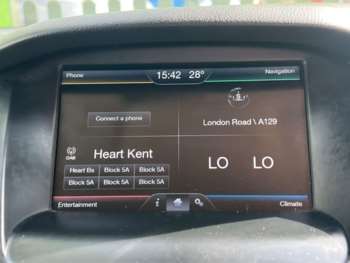 Phone 15:42 28° Navigation
Connect a phone
London Road \ A129
DAB
Heart Kent
LO LO
Heart Bs Block 5A Block 5A
Block 5A Block 5A Block 5A
Entertainment i Climate